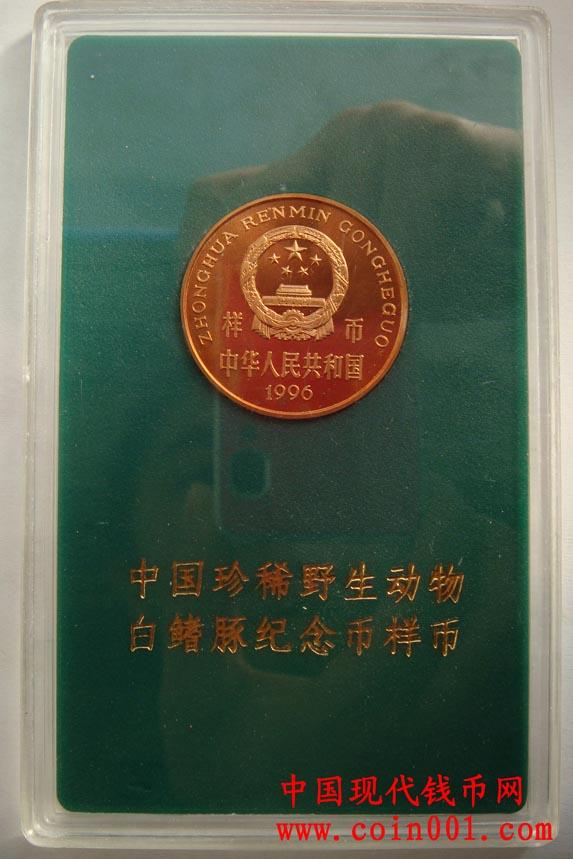 ZHONGHUA RENMIN GONGHEGUO
样 币
中华人民共和国
1996
中国珍稀野生动物
白鳍豚纪念币样币
中国现代钱币网
www.coin001.com